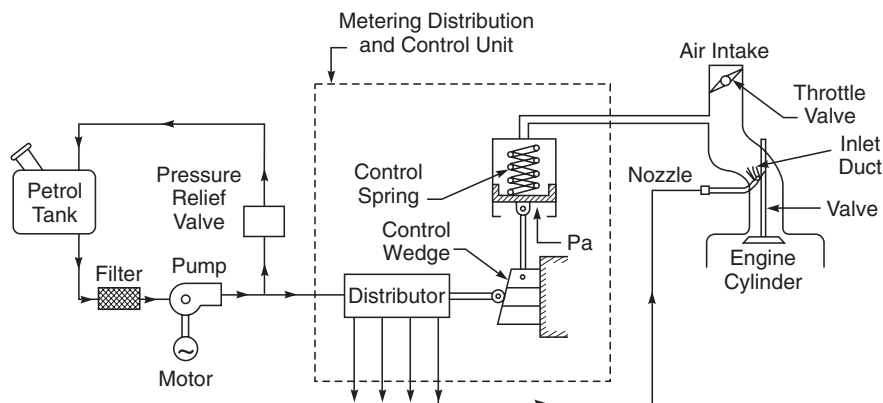 Metering Distribution
and Control Unit
Air Intake
Throttle
Valve
Inlet
Duct
Pressure
Relief
Valve
Control
Spring
Nozzle
Petrol
Tank
Valve
Control
Wedge
Pa
Filter
Pump
Engine
Cylinder
Distributor
Motor